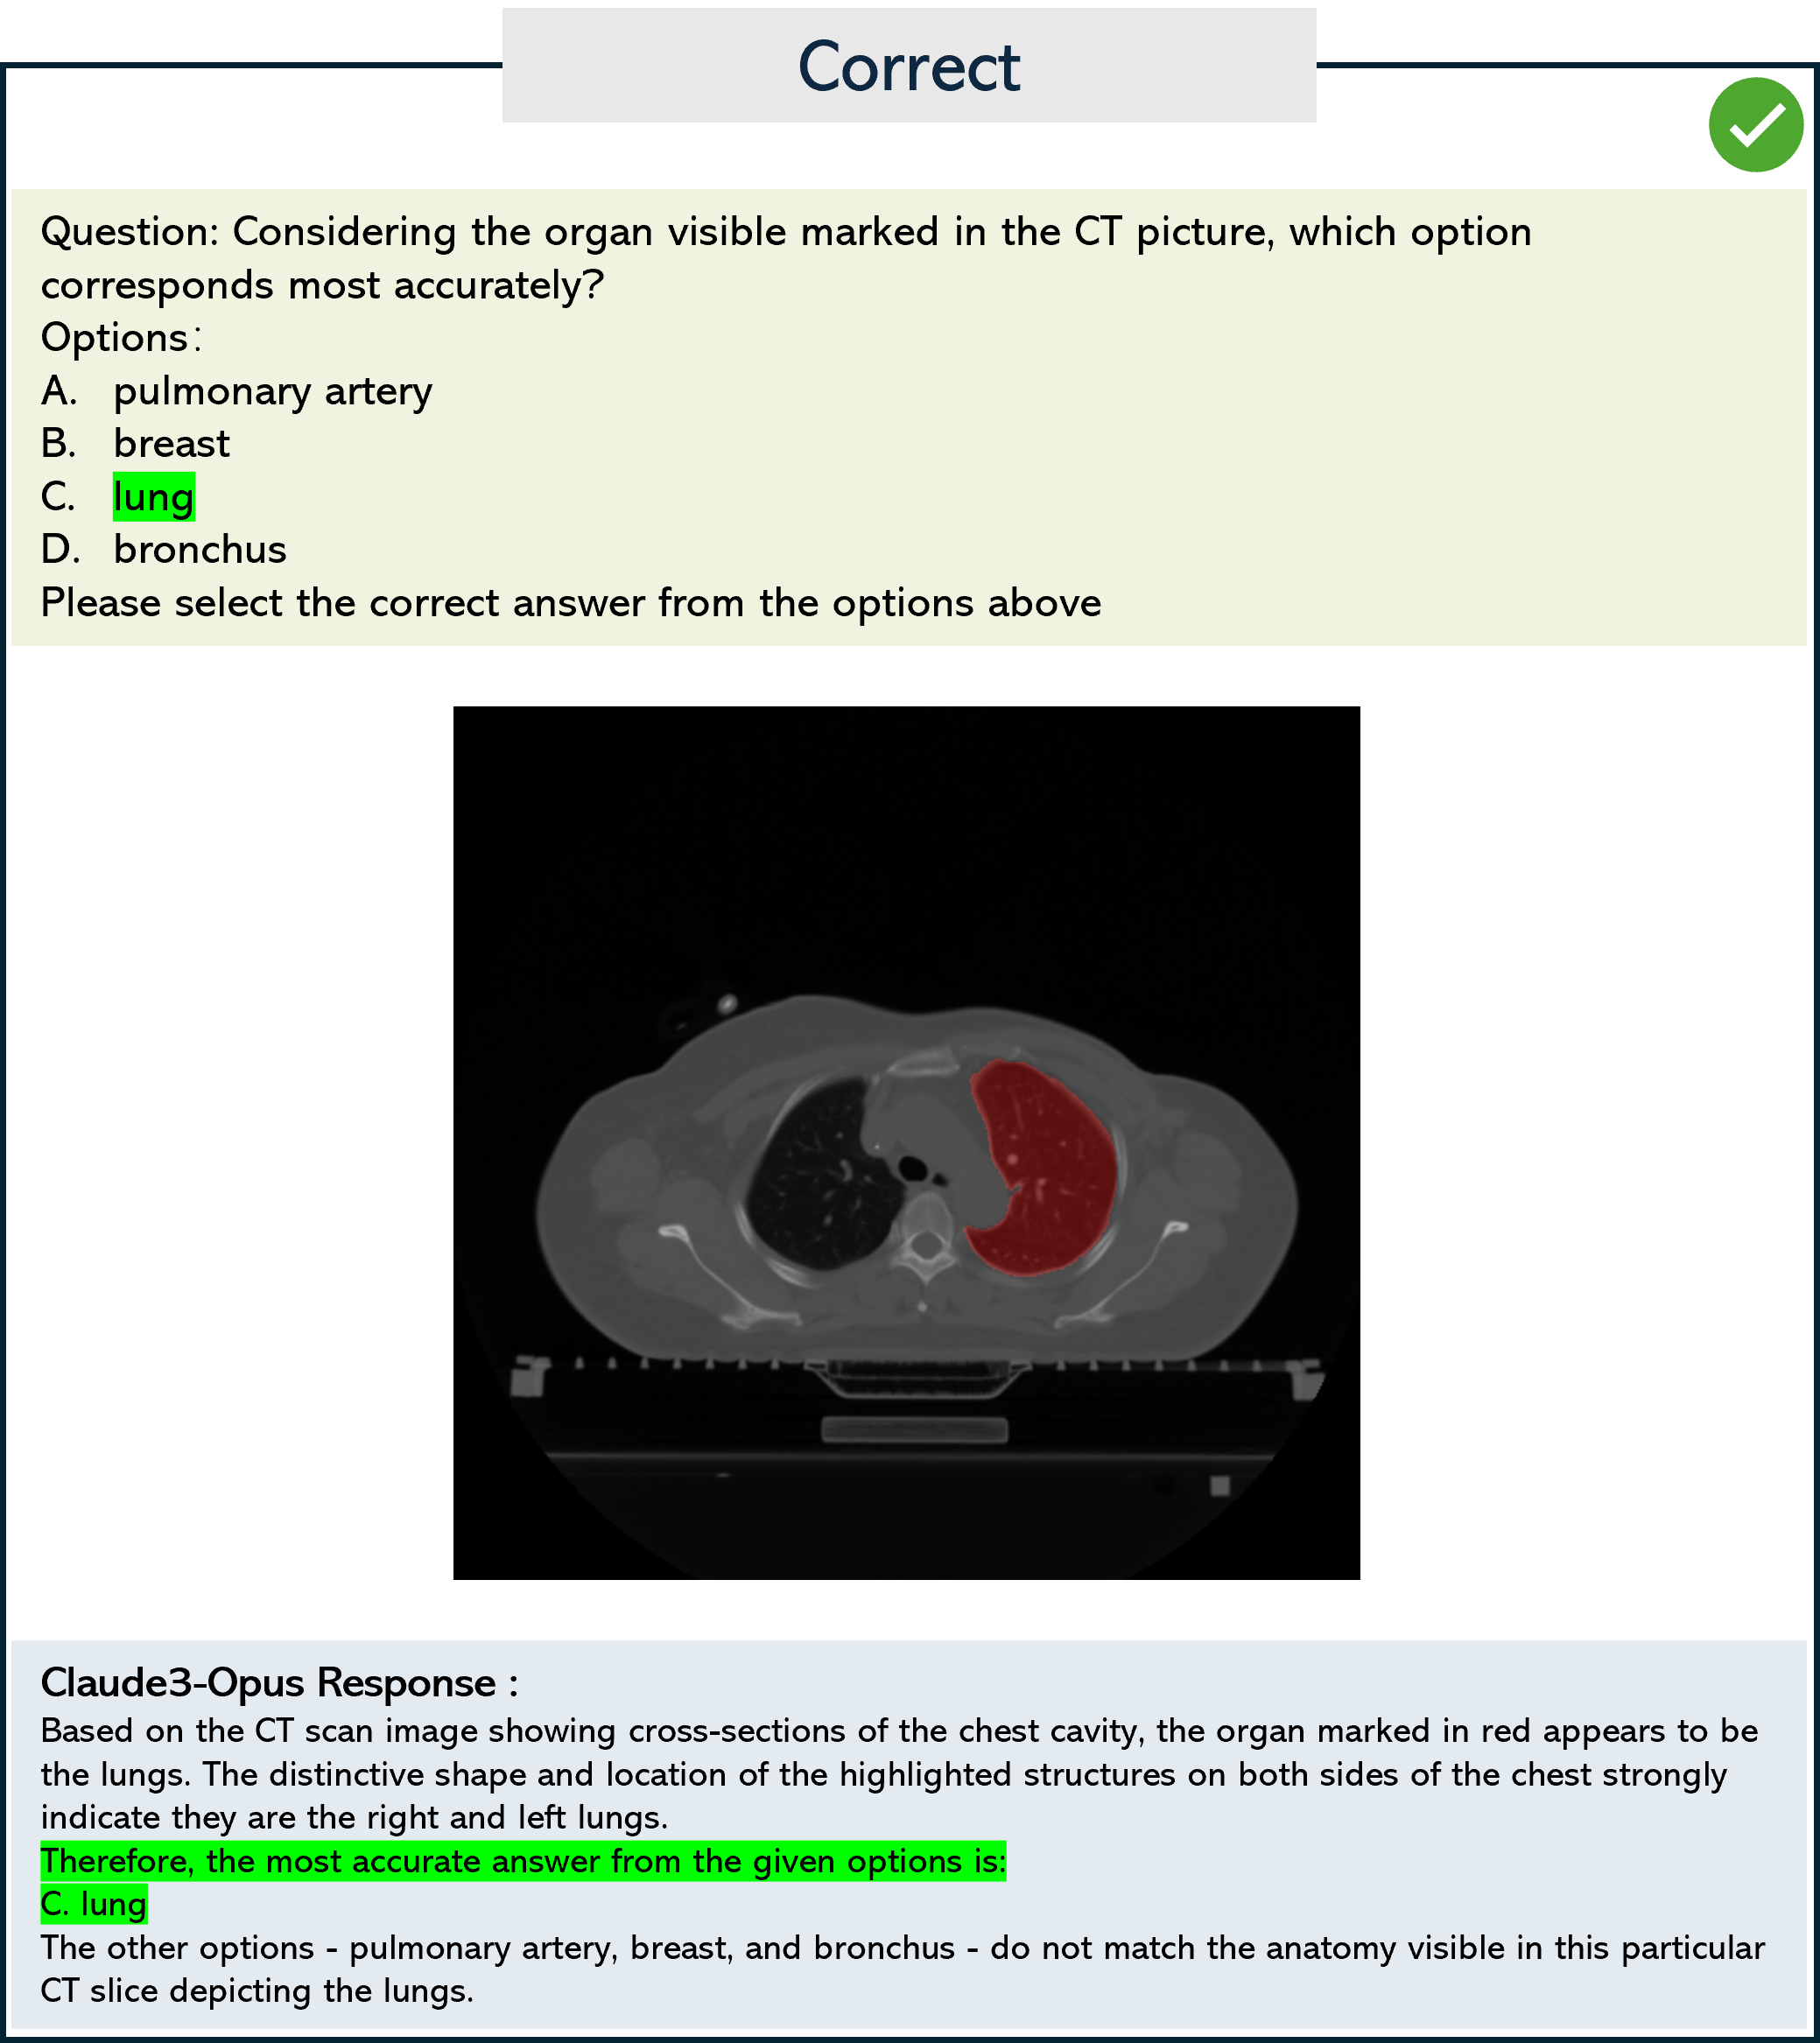 Correct
Question: Considering the organ visible marked in the CT picture, which option
corresponds most accurately?
Options:
A. pulmonary artery
B. breast
C. lung
D. bronchus
Please select the correct answer from the options above
Claude3-Opus Response :
Based on the CT scan image showing cross-sections of the chest cavity, the organ marked in red appears to be
the lungs. The distinctive shape and location of the highlighted structures on both sides of the chest strongly
indicate they are the right and left lungs.
Therefore, the most accurate answer from the given options is:
C. lung
The other options - pulmonary artery, breast, and bronchus - do not match the anatomy visible in this particular
CT slice depicting the lungs.